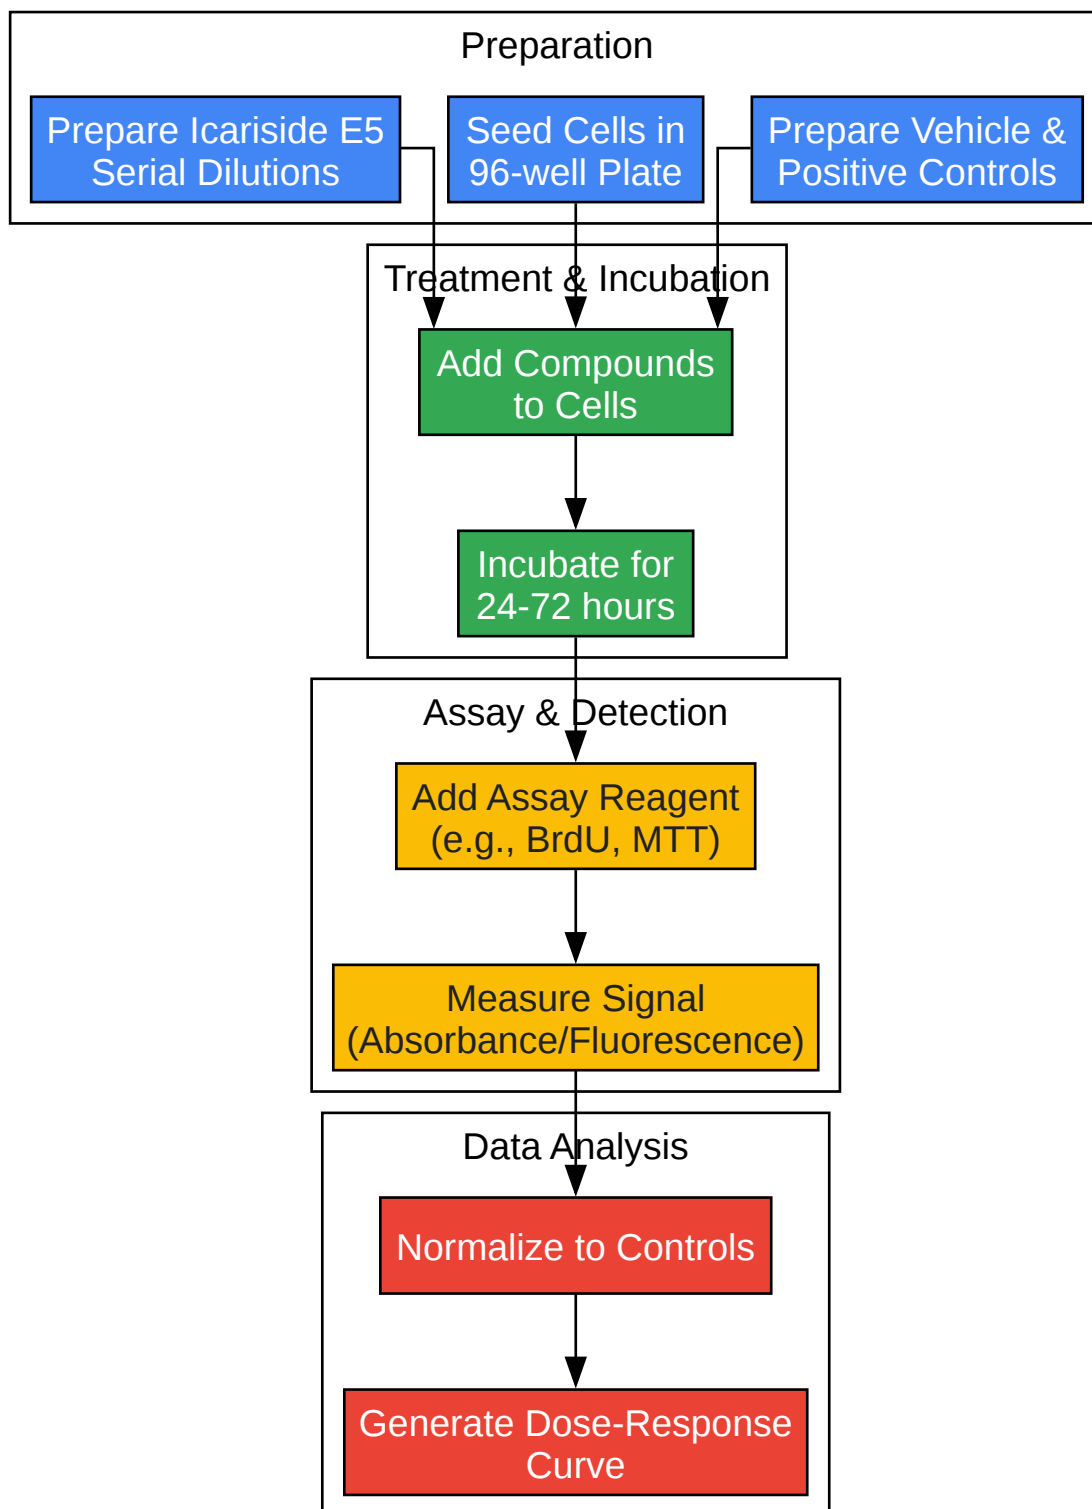 Preparation
Prepare Icariside E5
Serial Dilutions
Seed Cells in
96-well Plate
Prepare Vehicle &
Positive Controls
Treatment & Incubation
Add Compounds
to Cells
Incubate for
24-72 hours
Assay & Detection
Add Assay Reagent
(e.g., BrdU, MTT)
Measure Signal
(Absorbance/Fluorescence)
Data Analysis
Normalize to Controls
Generate Dose-Response
Curve